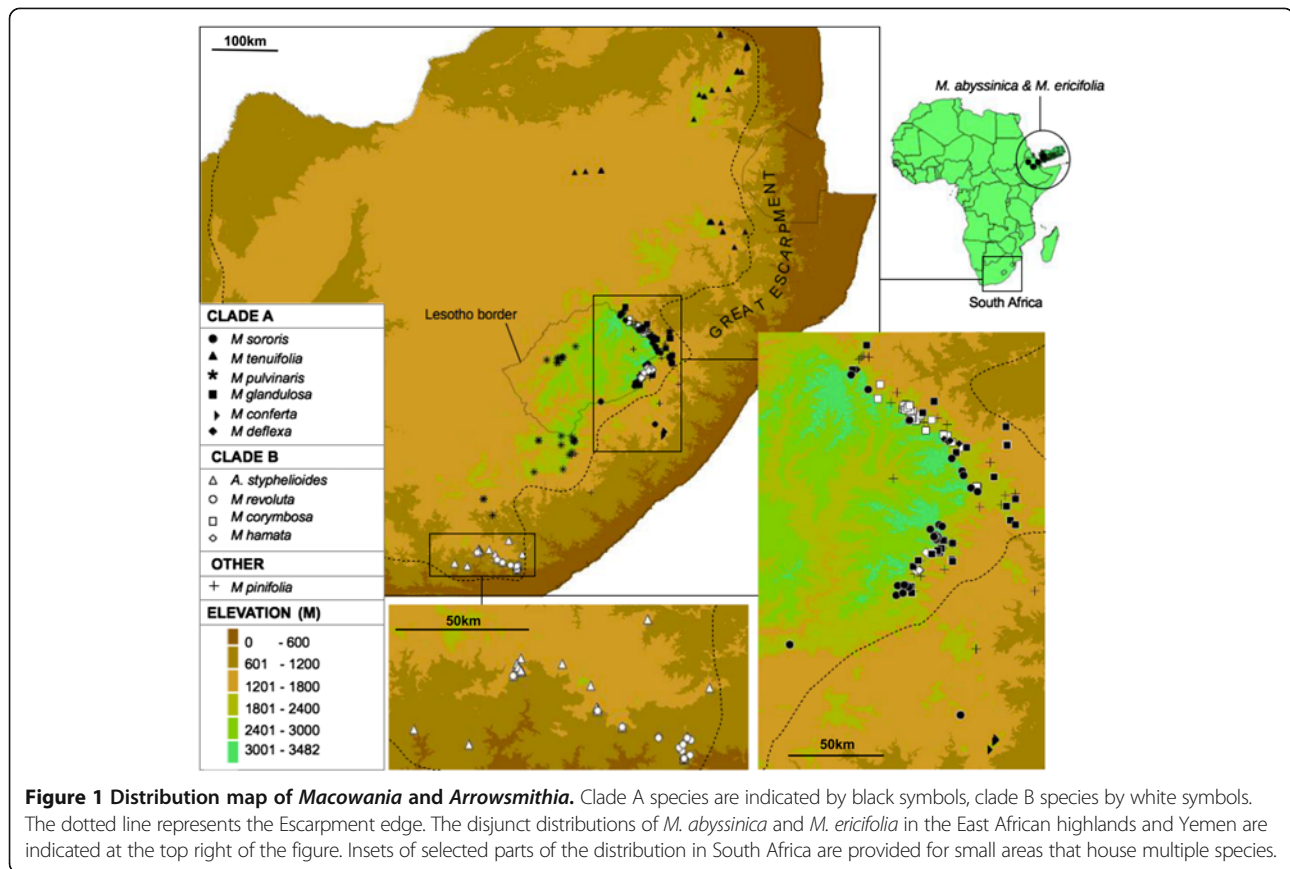 100km
M. abyssinica & M. ericifolia
GREAT ESCARPMENT
South Africa
Lesotho border
CLADE A
M sororis
M tenuifolia
M pulvinaris
M glandulosa
M conferta
M deflexa
CLADE B
A. styphelioides
M revoluta
M corymbosa
M hamata
OTHER
M pinifolia
ELEVATION (M)
0 - 600
601 - 1200
1201 - 1800
1801 - 2400
2401 - 3000
3001 - 3482
50km
50km
Figure 1 Distribution map of Macowania and Arrowsmithia. Clade A species are indicated by black symbols, clade B species by white symbols.
The dotted line represents the Escarpment edge. The disjunct distributions of M. abyssinica and M. ericifolia in the East African highlands and Yemen are
indicated at the top right of the figure. Insets of selected parts of the distribution in South Africa are provided for small areas that house multiple species.